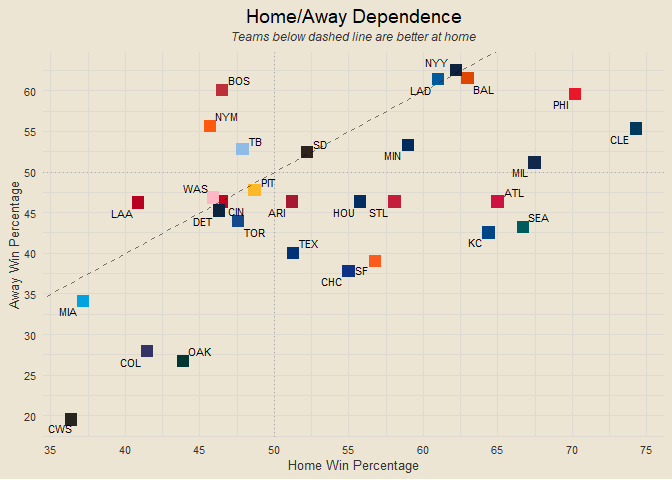 Home/Away Dependence
Teams below dashed line are better at home
NYY
LAD
BAL
BOS
PHI
NYM
CLE
TB
SD
MIN
MIL
PIT
WAS
ATL
LAA
CIN
ARI
HOU
STL
SEA
DET
TOR
KC
TEX
SF
CHC
MIA
OAK
COL
CWS
60
55
50
45
40
35
30
25
20
Away Win Percentage
35 40 45 50 55 60 65 70 75
Home Win Percentage